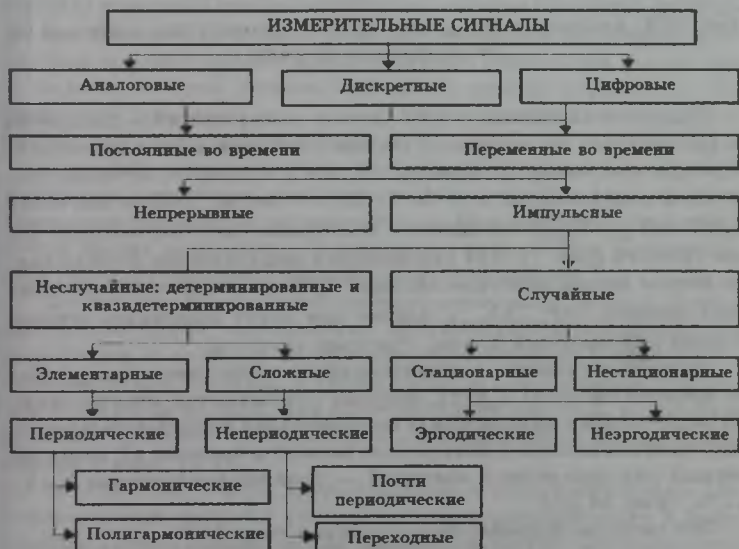 ИЗМЕРИТЕЛЬНЫЕ СИГНАЛЫ
Аналоговые
Дискретные
Цифровые
Постоянные во времени
Переменные во времени
Непрерывные
Импульсные
Неслучайные: детерминированные и
квазидетерминированные
Случайные
Элементарные
Сложные
Стационарные
Нестационарные
Периодические
Непериодические
Эргодические
Неэргодические
Гармонические
Почти
периодические
Полигармонические
Переходные